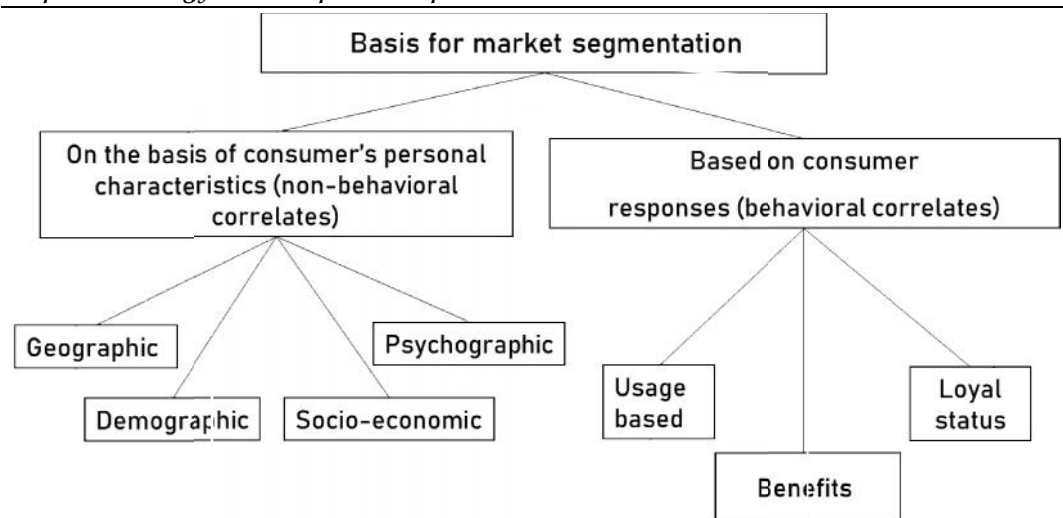 Basis for market segmentation
On the basis of consumer's personal
characteristics (non-behavioral
correlates)
Based on consumer
responses (behavioral correlates)
Geographic
Psychographic
Demographic
Socio-economic
Usage
based
Loyal
status
Benefits